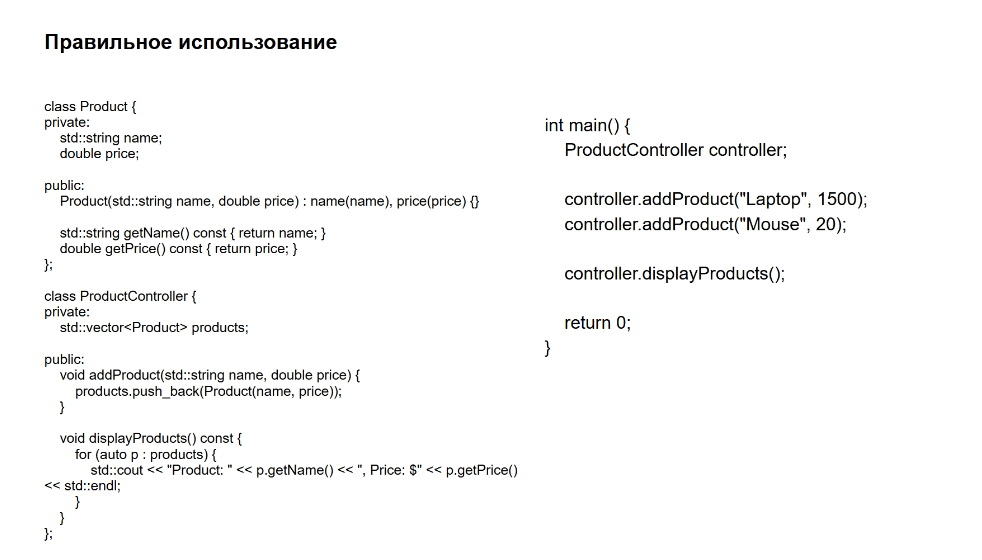 Правильное использование
class Product {
private:
    std::string name;
    double price;
public:
    Product(std::string name, double price) : name(name), price(price) {}
    std::string getName() const { return name; }
    double getPrice() const { return price; }
};
class ProductController {
private:
    std::vector<Product> products;
public:
    void addProduct(std::string name, double price) {
        products.push_back(Product(name, price));
    }
    void displayProducts() const {
        for (auto p : products) {
            std::cout << "Product: " << p.getName() << ", Price: $" << p.getPrice()
<< std::endl;
        }
    }
};
int main() {
    ProductController controller;
    controller.addProduct("Laptop", 1500);
    controller.addProduct("Mouse", 20);
    controller.displayProducts();
    return 0;
}